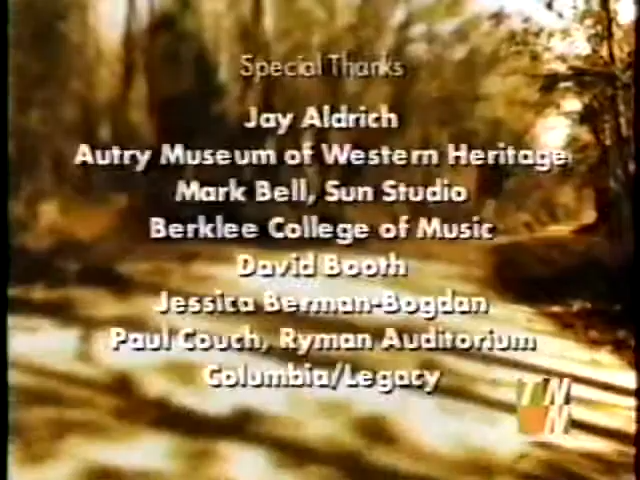 Special Thanks
Jay Aldrich
Autry Museum of Western Heritage
Mark Bell, Sun Studio
Berklee College of Music
David Booth
Jessica Berman-Bogdan
Paul Couch, Ryman Auditorium
Columbia/Legacy
TN
N